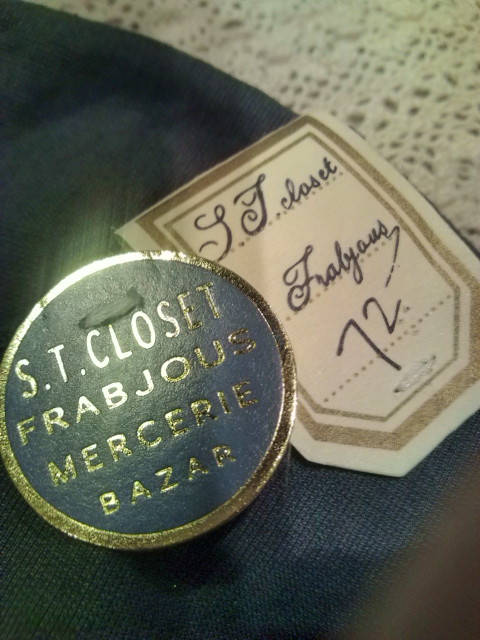 S.T.CLOSET
FRABJOUS
MERCERIE
BAZAR
S T closet
Frabjous
72